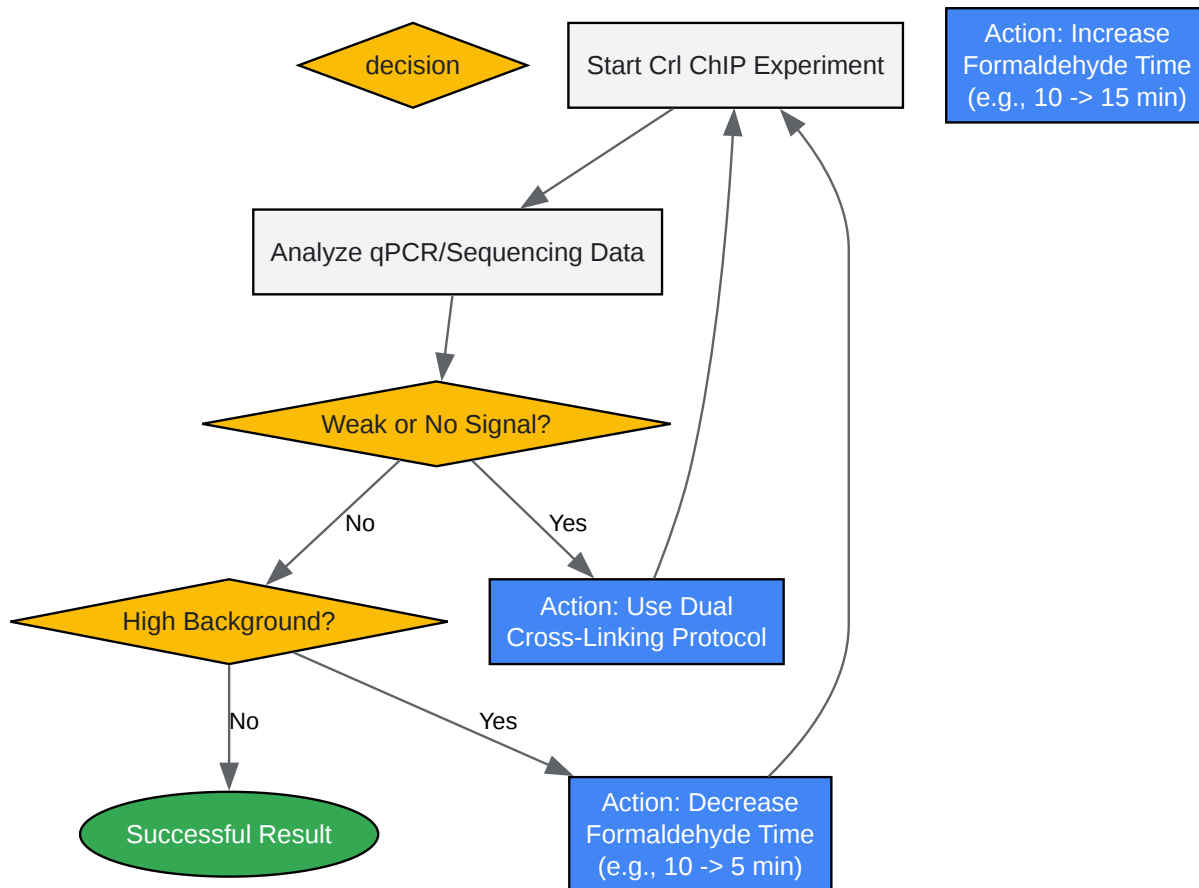 decision
Start Crl ChIP Experiment
Action: Increase
Formaldehyde Time
(e.g., 10 -> 15 min)
Analyze qPCR/Sequencing Data
Weak or No Signal?
No
Yes
High Background?
Action: Use Dual
Cross-Linking Protocol
No
Yes
Successful Result
Action: Decrease
Formaldehyde Time
(e.g., 10 -> 5 min)